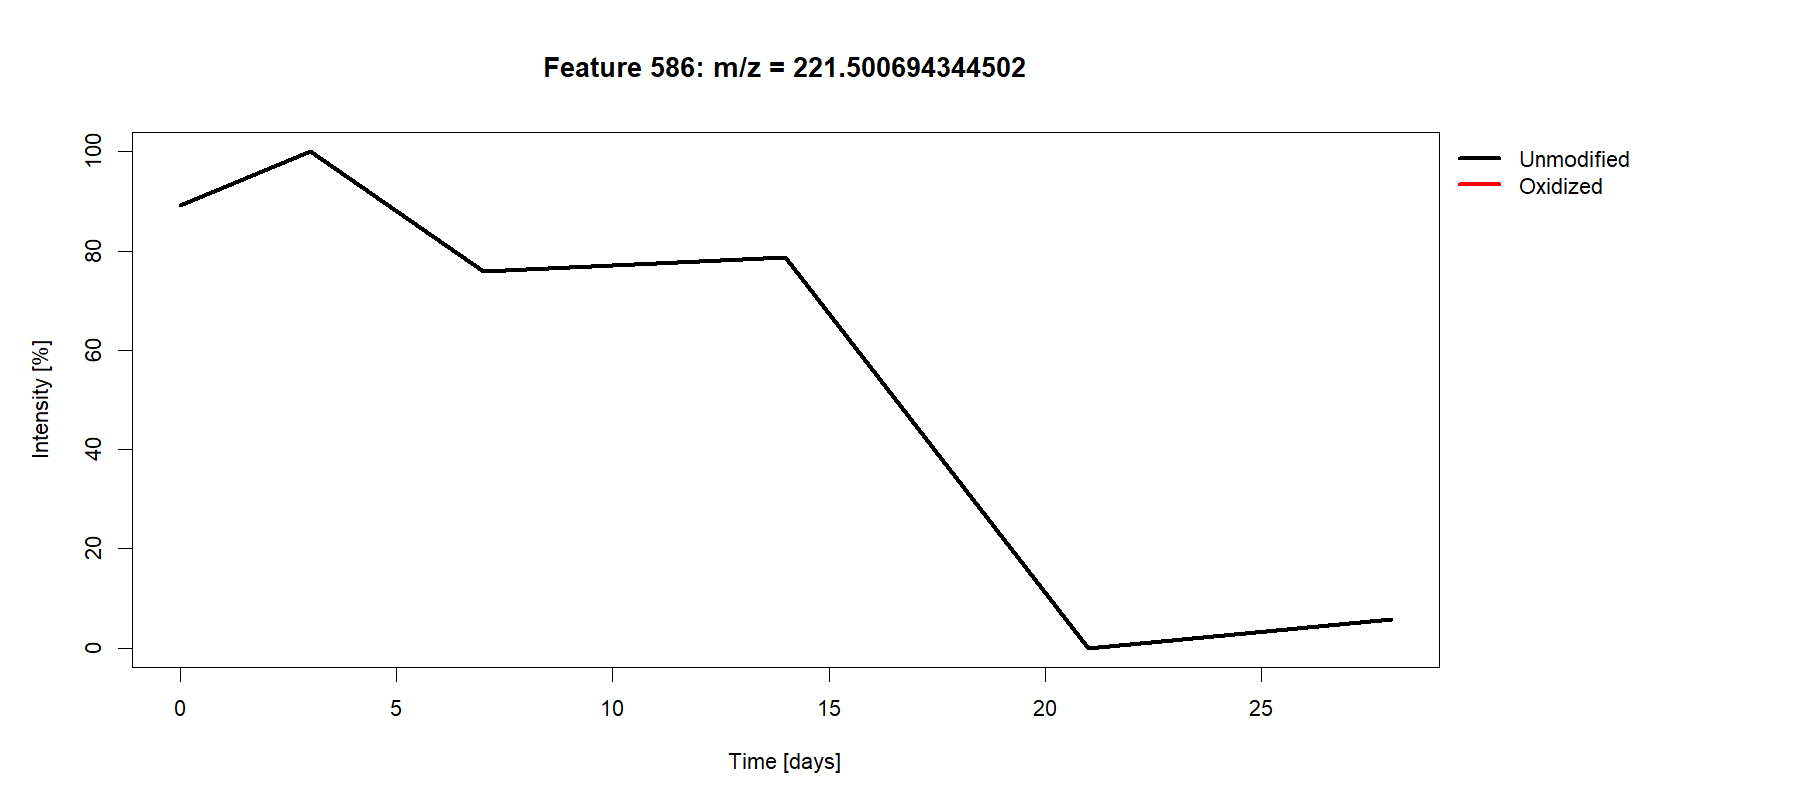 Feature 586: m/z = 221.500694344502
Unmodified
Oxidized
Intensity [%]
100
80
60
40
20
0
0 5 10 15 20 25
Time [days]